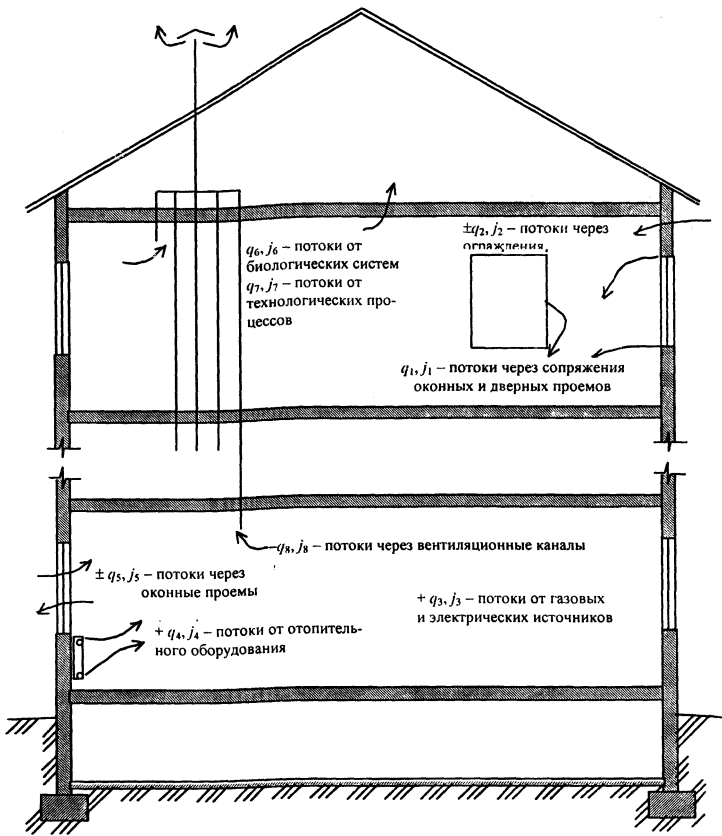 ±q₂, j₂ – потоки через
ограждения,
q₆, j₆ – потоки от
биологических систем
q₇, j₇ – потоки от
технологических про-
цессов
q₁, j₁ – потоки через сопряжения
оконных и дверных проемов
q₈, j₈ – потоки через вентиляционные каналы
± q₅, j₅ – потоки через
оконные проемы
+ q₃, j₃ – потоки от газовых
и электрических источников
+ q₄, j₄ – потоки от отопитель-
ного оборудования